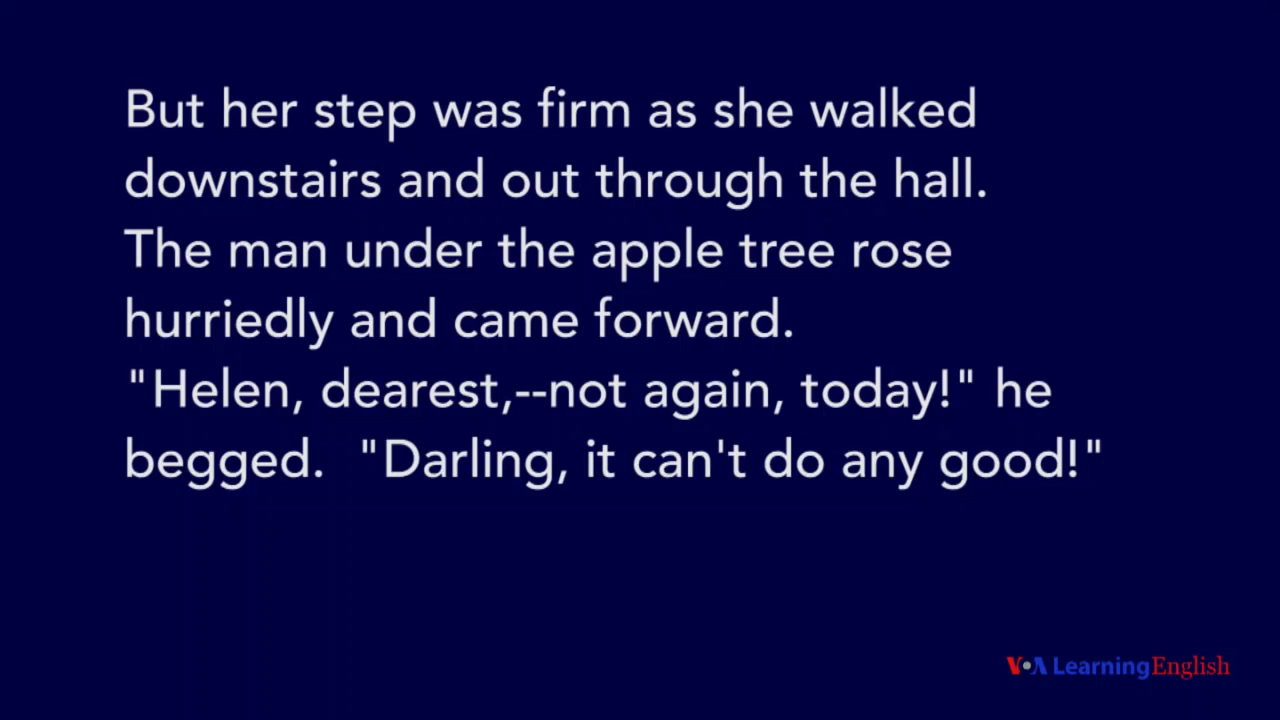 But her step was firm as she walked
downstairs and out through the hall.
The man under the apple tree rose
hurriedly and came forward.
"Helen, dearest,--not again, today!" he
begged.  "Darling, it can't do any good!"
VOA Learning English